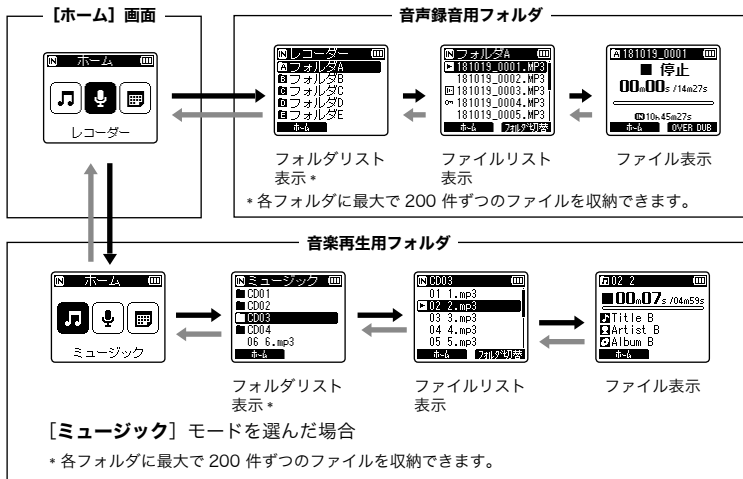 ［ホーム］画面
ホーム
レコーダー
音声録音用フォルダ
レコーダー
フォルダA
フォルダB
フォルダC
フォルダD
フォルダE
ホーム
フォルダリスト
表示 *
フォルダA
181019_0001.MP3
181019_0002.MP3
181019_0003.MP3
181019_0004.MP3
181019_0005.MP3
ホーム フォルダ切替
ファイルリスト
表示
181019_0001
停止
00m00s /14m27s
IN 10h45m27s
ホーム OVER DUB
ファイル表示
* 各フォルダに最大で 200 件ずつのファイルを収納できます。
音楽再生用フォルダ
ホーム
ミュージック
ミュージック
CD01
CD02
CD03
CD04
06 6.mp3
ホーム
フォルダリスト
表示 *
CD03
01 1.mp3
02 2.mp3
03 3.mp3
04 4.mp3
05 5.mp3
ホーム フォルダ切替
ファイルリスト
表示
02 2
00m07s /04m59s
Title B
Artist B
Album B
ホーム
ファイル表示
［ミュージック］モードを選んだ場合
* 各フォルダに最大で 200 件ずつのファイルを収納できます。